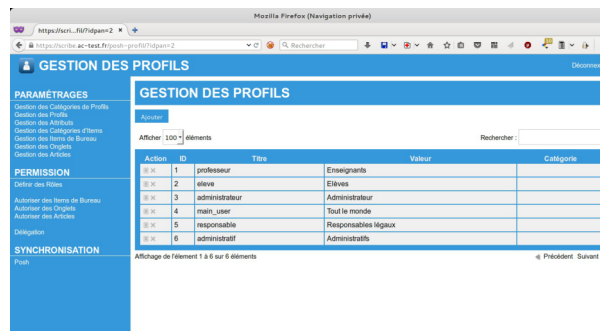 Mozilla Firefox (Navigation privée)
https://scri...fil/?idpan=2
https://scribe.ac-test.fr/posh-profil/?idpan=2
Rechercher
GESTION DES PROFILS
Déconnex
PARAMÉTRAGES
Gestion des Catégories de Profils
Gestion des Profils
Gestion des Attributs
Gestion des Catégories d'Items
Gestion des Items de Bureau
Gestion des Onglets
Gestion des Articles
PERMISSION
Définir des Rôles
Autoriser des Items de Bureau
Autoriser des Onglets
Autoriser des Articles
Délégation
SYNCHRONISATION
Posh
GESTION DES PROFILS
Ajouter
Afficher 100 éléments
Rechercher :
Action ID Titre Valeur Catégorie
1 professeur Enseignants
2 eleve Elèves
3 administrateur Administrateur
4 main_user Tout le monde
5 responsable Responsables légaux
6 administratif Administratifs
Affichage de l'élement 1 à 6 sur 6 éléments
Précédent Suivant